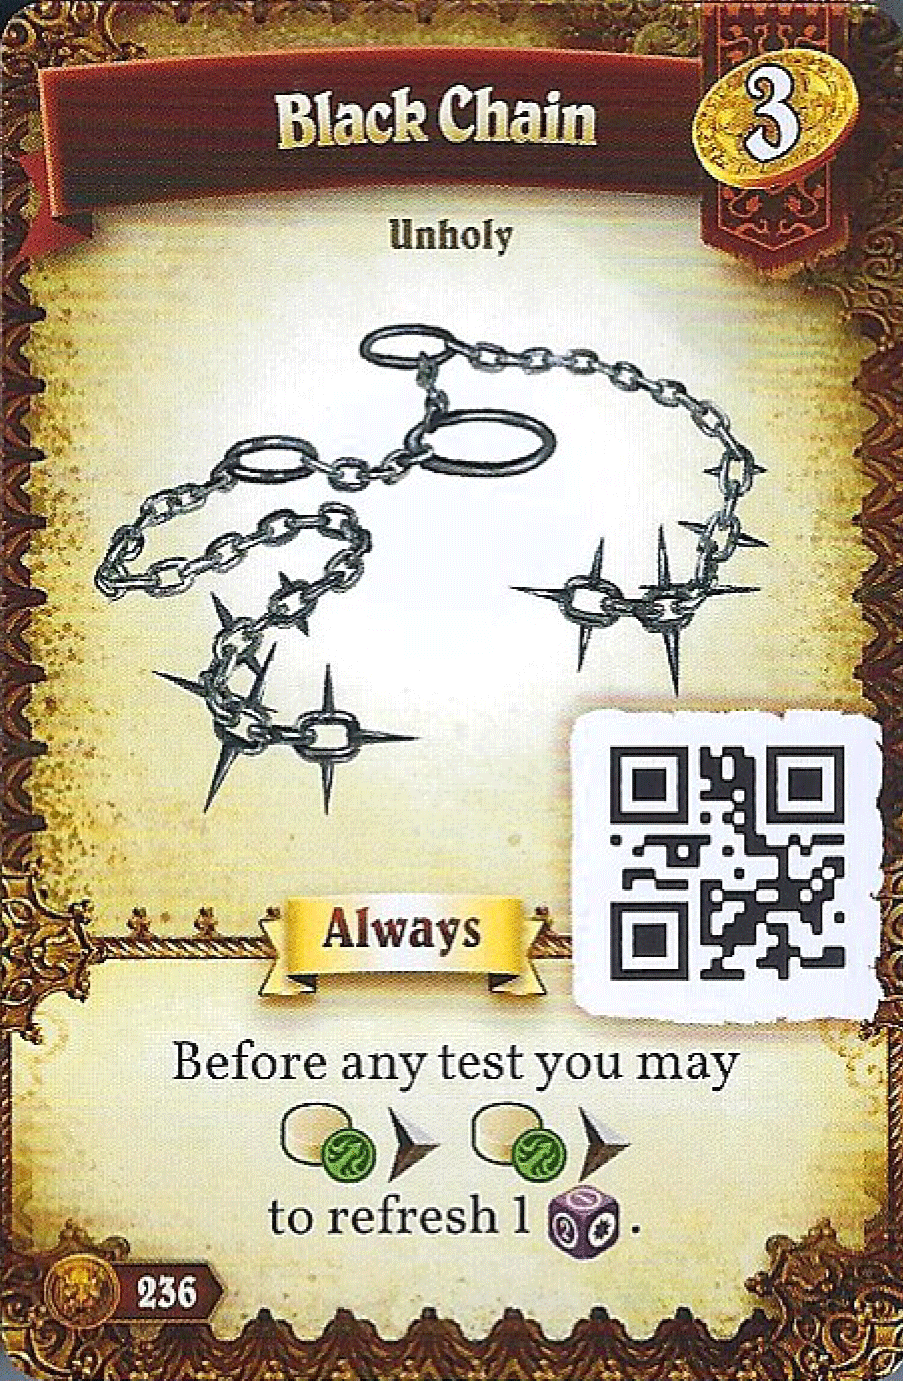 Black Chain
3
Unholy
Always
Before any test you may
to refresh 1 .
236